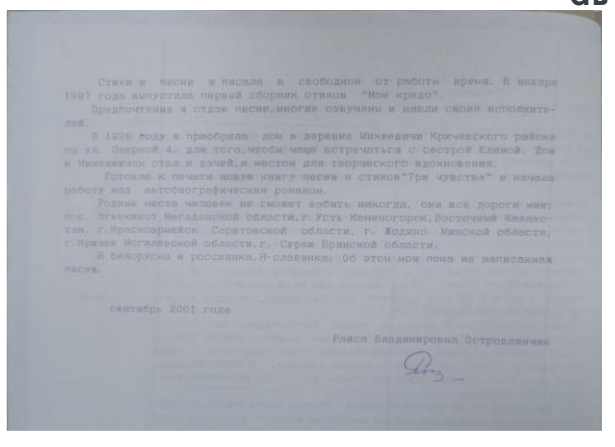 Стихи и песни я писала в свободное от работы время. В январе
1997 года выпустила первый сборник стихов "Мое кредо".
Предпочтение я отдаю песне,многие озвучены и нашли своих исполните-
лей.
В 1998 году я приобрела дом в деревне Михеевичи Кричевского района
по ул. Озерной 4, для того,чтобы чаще встречаться с сестрой Еленой. Дом
в Михеевичах стал и дачей,и местом для творческого вдохновения.
Готовлю к печати новую книгу песен и стихов"Три чувства" и начала
работу над автобиографическим романом.
Родные места человек не сможет забыть никогда, они все дороги мне:
пос. Эгвекинот Магаданской области,г.Усть-Каменогорск,Восточный Казахс-
тан, г.Красноармейск Саратовской области, г. Жодино Минской области,
г.Кричев Могилевской области,г. Сураж Брянской области.
Я белоруска и россиянка.Я-славянка. Об этом моя пока не написанная
песня.
сентябрь 2001 года
Раиса Владимировна Островлянчик